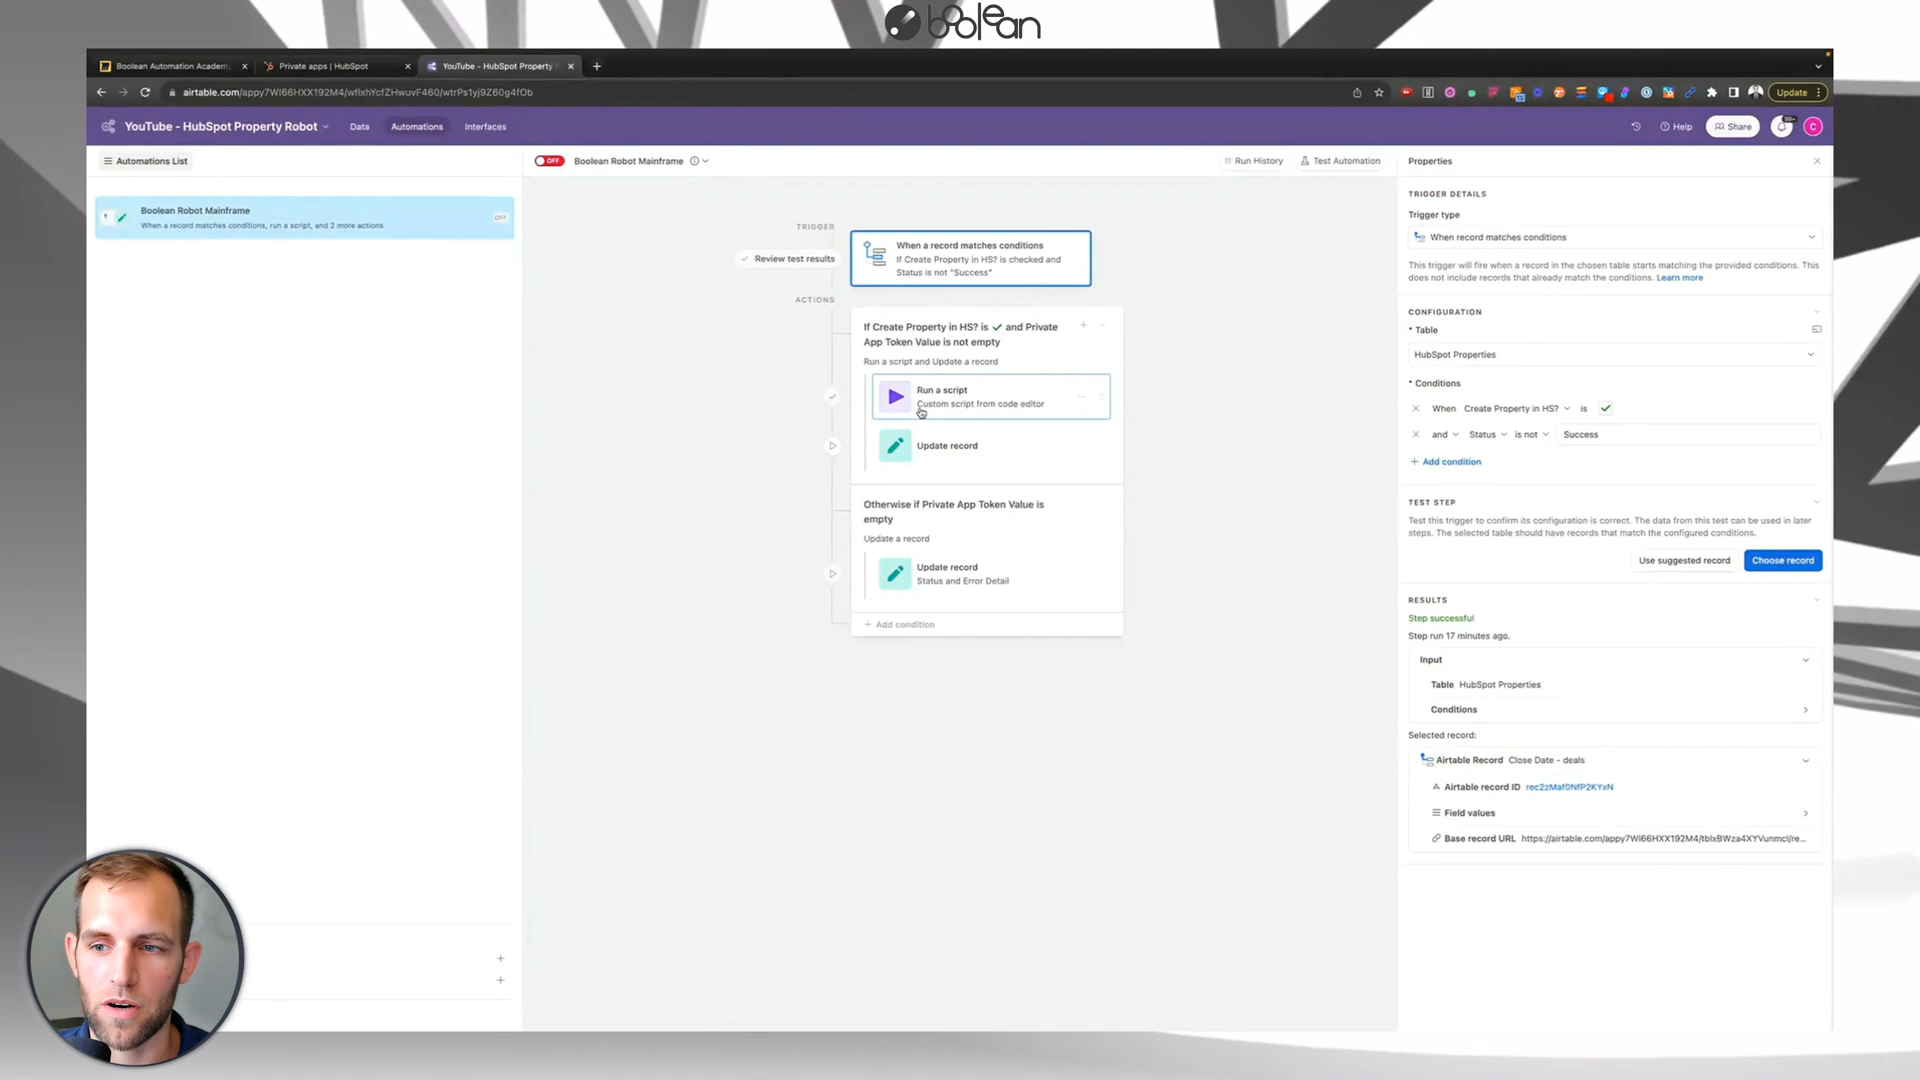 boolean
Boolean Automation Academy
Private apps | HubSpot
YouTube - HubSpot Property
airtable.com/appy7WI66HXX192M4/wflxhYcfZHwuvF460/wtrPs1yj9Z60g4fOb
Update
YouTube - HubSpot Property Robot
Data
Automations
Interfaces
Help
Share
99+
C
Automations List
OFF
Boolean Robot Mainframe
Run History
Test Automation
Properties
Boolean Robot Mainframe
When a record matches conditions, run a script, and 2 more actions
OFF
TRIGGER
Review test results
When a record matches conditions
If Create Property in HS? is checked and
Status is not "Success"
ACTIONS
If Create Property in HS? is ✓ and Private
App Token Value is not empty
Run a script and Update a record
Run a script
Custom script from code editor
Update record
Otherwise if Private App Token Value is
empty
Update a record
Update record
Status and Error Detail
+ Add condition
TRIGGER DETAILS
Trigger type
When record matches conditions
This trigger will fire when a record in the chosen table starts matching the provided conditions. This
does not include records that already match the conditions. Learn more
CONFIGURATION
* Table
HubSpot Properties
* Conditions
When Create Property in HS? is
and Status is not Success
+ Add condition
TEST STEP
Test this trigger to confirm its configuration is correct. The data from this test can be used in later
steps. The selected table should have records that match the configured conditions.
Use suggested record
Choose record
RESULTS
Step successful
Step run 17 minutes ago.
Input
Table HubSpot Properties
Conditions
Selected record:
Airtable Record Close Date - deals
Airtable record ID rec2zMaf0NfP2KYxN
Field values
Base record URL https://airtable.com/appy7WI66HXX192M4/tblxBWza4XYVunmcl/re...